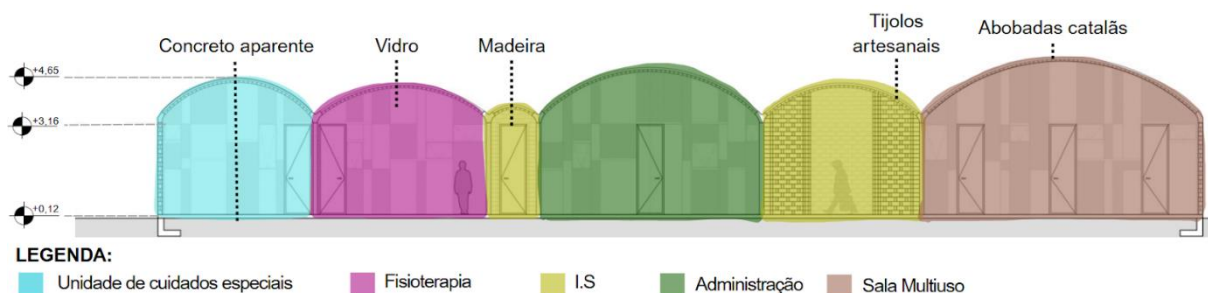 Concreto aparente
Vidro
Madeira
Tijolos
artesanais
Abobadas catalãs
+4,65
+3,16
+0,12
LEGENDA:
Unidade de cuidados especiais
Fisioterapia
I.S
Administração
Sala Multiuso